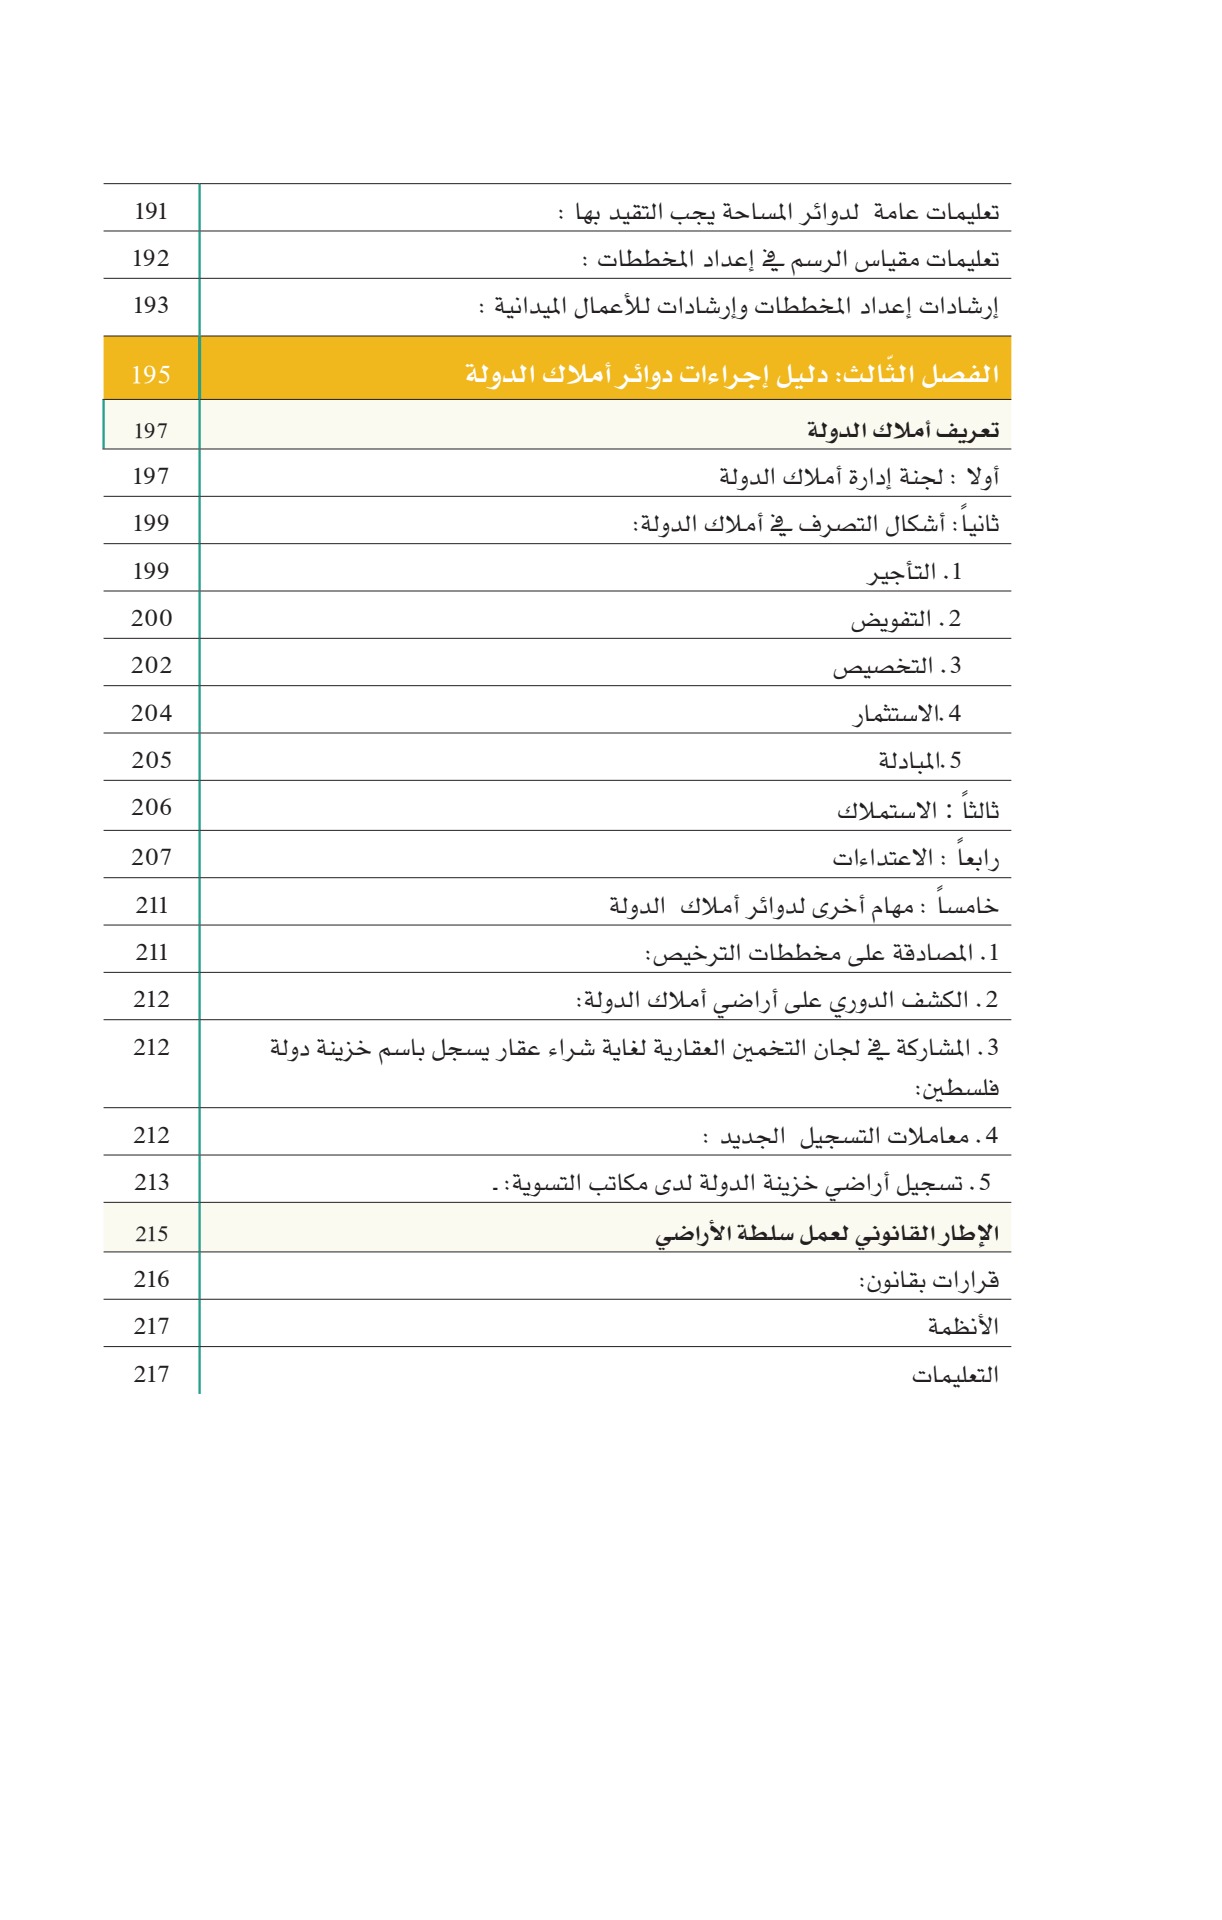 تعليمات عامة لدوائر المساحة يجب التقيد بها : 191
تعليمات مقياس الرسم في إعداد المخططات : 192
إرشادات إعداد المخططات وإرشادات للأعمال الميدانية : 193
الفصل الثّالث: دليل إجراءات دوائر أملاك الدولة 195
تعريف أملاك الدولة 197
أولا : لجنة إدارة أملاك الدولة 197
ثانياً: أشكال التصرف في أملاك الدولة: 199
1. التأجير 199
2. التفويض 200
3. التخصيص 202
4.الاستثمار 204
5.المبادلة 205
ثالثاً : الاستملاك 206
رابعاً : الاعتداءات 207
خامساً : مهام أخرى لدوائر أملاك الدولة 211
1. المصادقة على مخططات الترخيص: 211
2. الكشف الدوري على أراضي أملاك الدولة: 212
3. المشاركة في لجان التخمين العقارية لغاية شراء عقار يسجل باسم خزينة دولة 212
فلسطين:
4. معاملات التسجيل الجديد : 212
5. تسجيل أراضي خزينة الدولة لدى مكاتب التسوية: ـ 213
الإطار القانوني لعمل سلطة الأراضي 215
قرارات بقانون: 216
الأنظمة 217
التعليمات 217